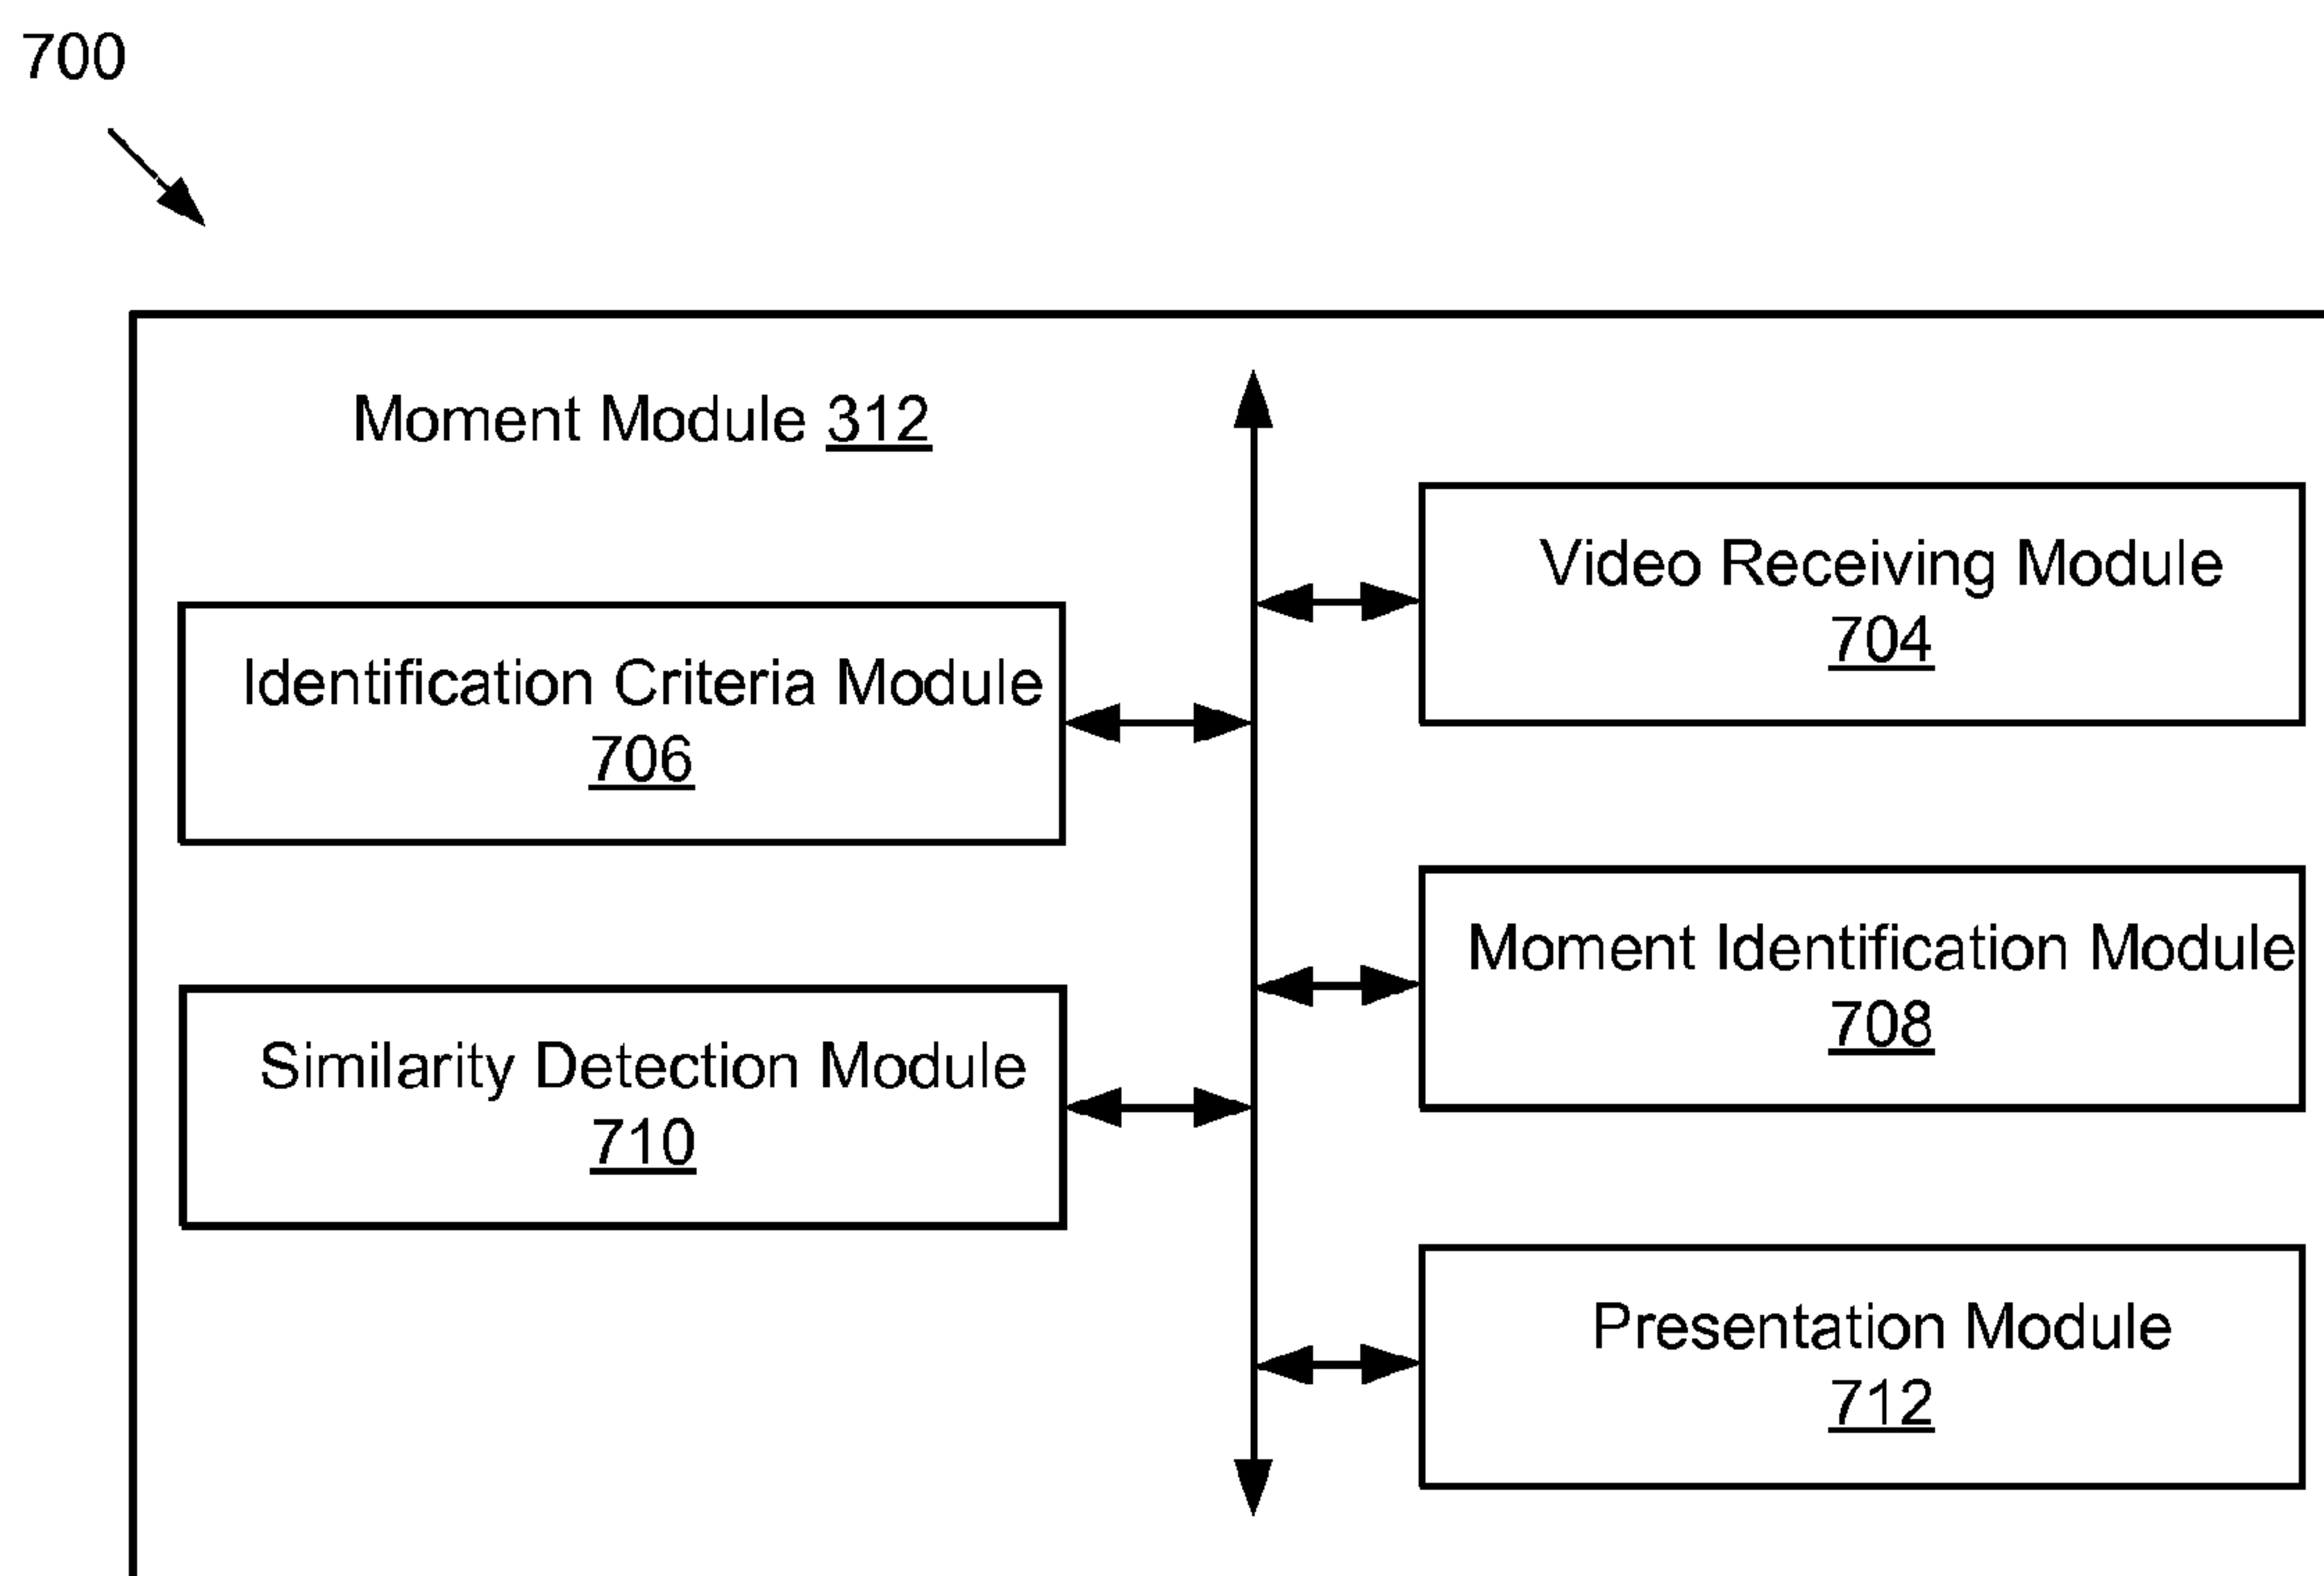 700
Moment Module 312
Video Receiving Module
704
Identification Criteria Module
706
Moment Identification Module
708
Similarity Detection Module
710
Presentation Module
712